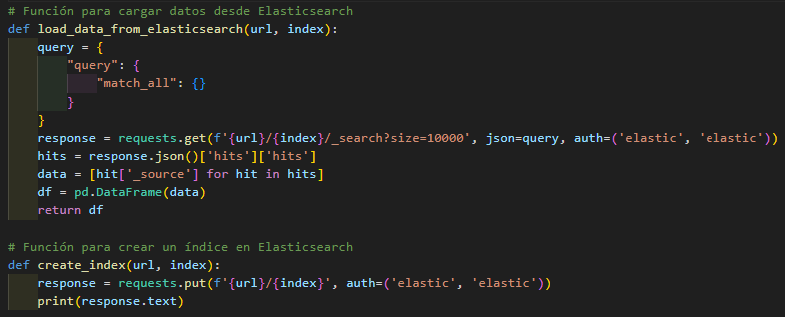 # Función para cargar datos desde Elasticsearch
def load_data_from_elasticsearch(url, index):
    query = {
        "query": {
            "match_all": {}
        }
    }
    response = requests.get(f'{url}/{index}/_search?size=10000', json=query, auth=('elastic', 'elastic'))
    hits = response.json()['hits']['hits']
    data = [hit['_source'] for hit in hits]
    df = pd.DataFrame(data)
    return df

# Función para crear un índice en Elasticsearch
def create_index(url, index):
    response = requests.put(f'{url}/{index}', auth=('elastic', 'elastic'))
    print(response.text)